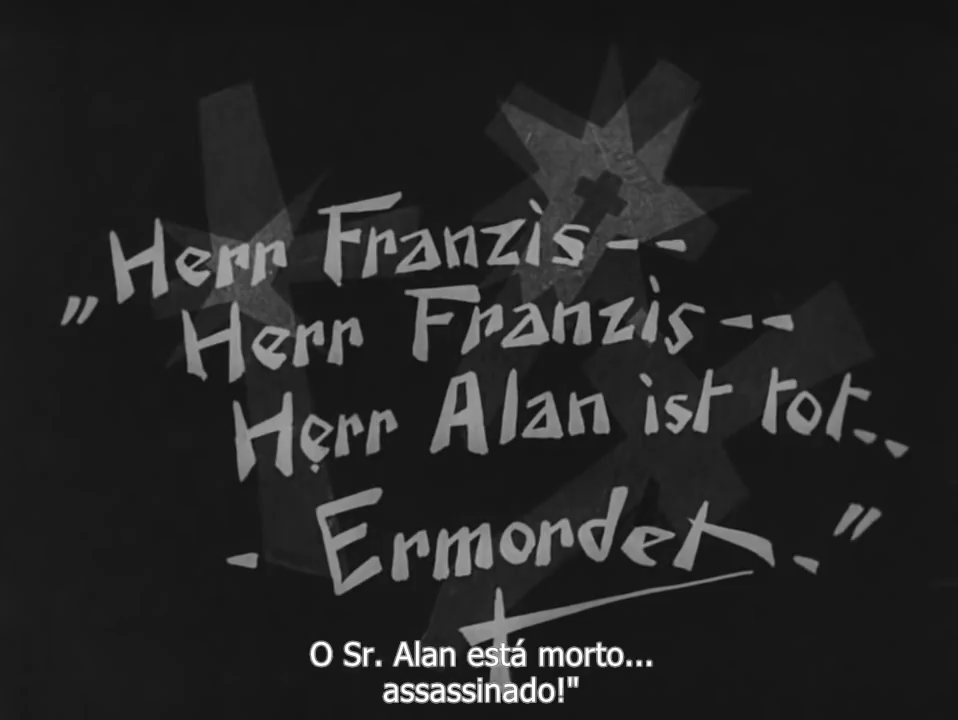 „Herr Franzis--
Herr Franzis--
Herr Alan ist tot--
- Ermordet-"
O Sr. Alan está morto...
assassinado!"